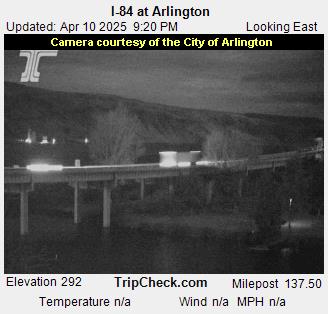 I-84 at Arlington
Updated: Apr 10 2025 9:20 PM Looking East
Camera courtesy of the City of Arlington
Elevation 292 TripCheck.com Milepost 137.50
Temperature n/a Wind n/a MPH n/a